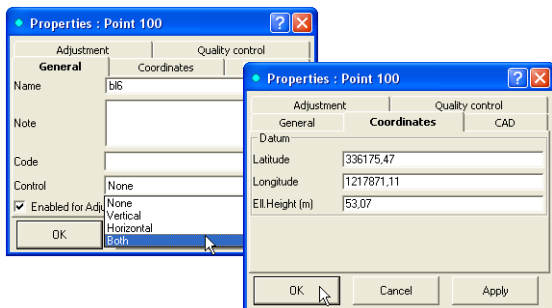 Properties : Point 100
Adjustment Quality control
General Coordinates
Name bl6
Note
Code
Control None
Enabled for Adj
None
Vertical
Horizontal
Both
OK
Properties : Point 100
Adjustment Quality control
General Coordinates CAD
Datum
Latitude 336175,47
Longitude 1217871,11
Ell.Height (m) 53,07
OK Cancel Apply